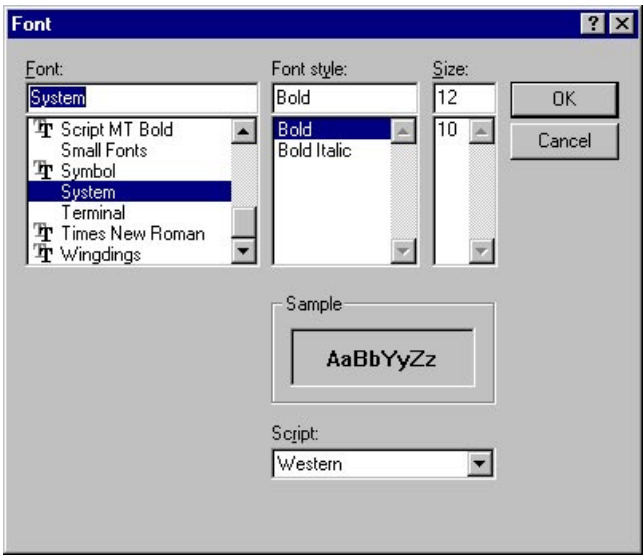 Font
Font: Font style: Size:
System Bold 12 OK
Script MT Bold Bold 10 Cancel
Small Fonts Bold Italic
Symbol
System
Terminal
Times New Roman
Wingdings
Sample
AaBbYyZz
Script:
Western